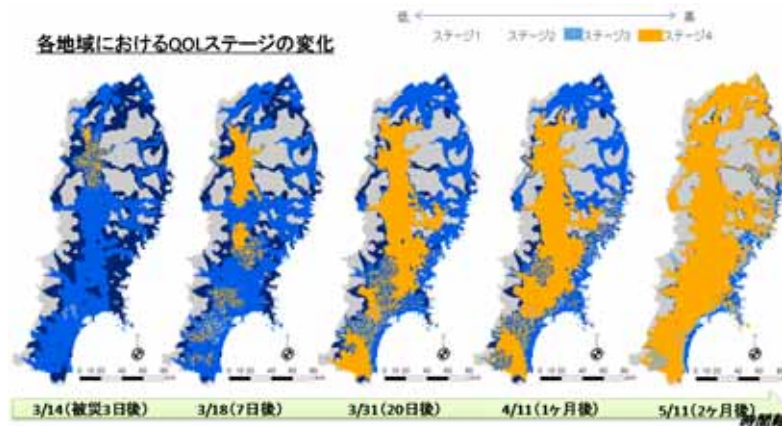 低 高
各地域におけるQOLステージの変化
ステージ1 ステージ2 ステージ3 ステージ4
3/14(被災3日後) 3/18(7日後) 3/31(20日後) 4/11(1ヶ月後) 5/11(2ヶ月後)